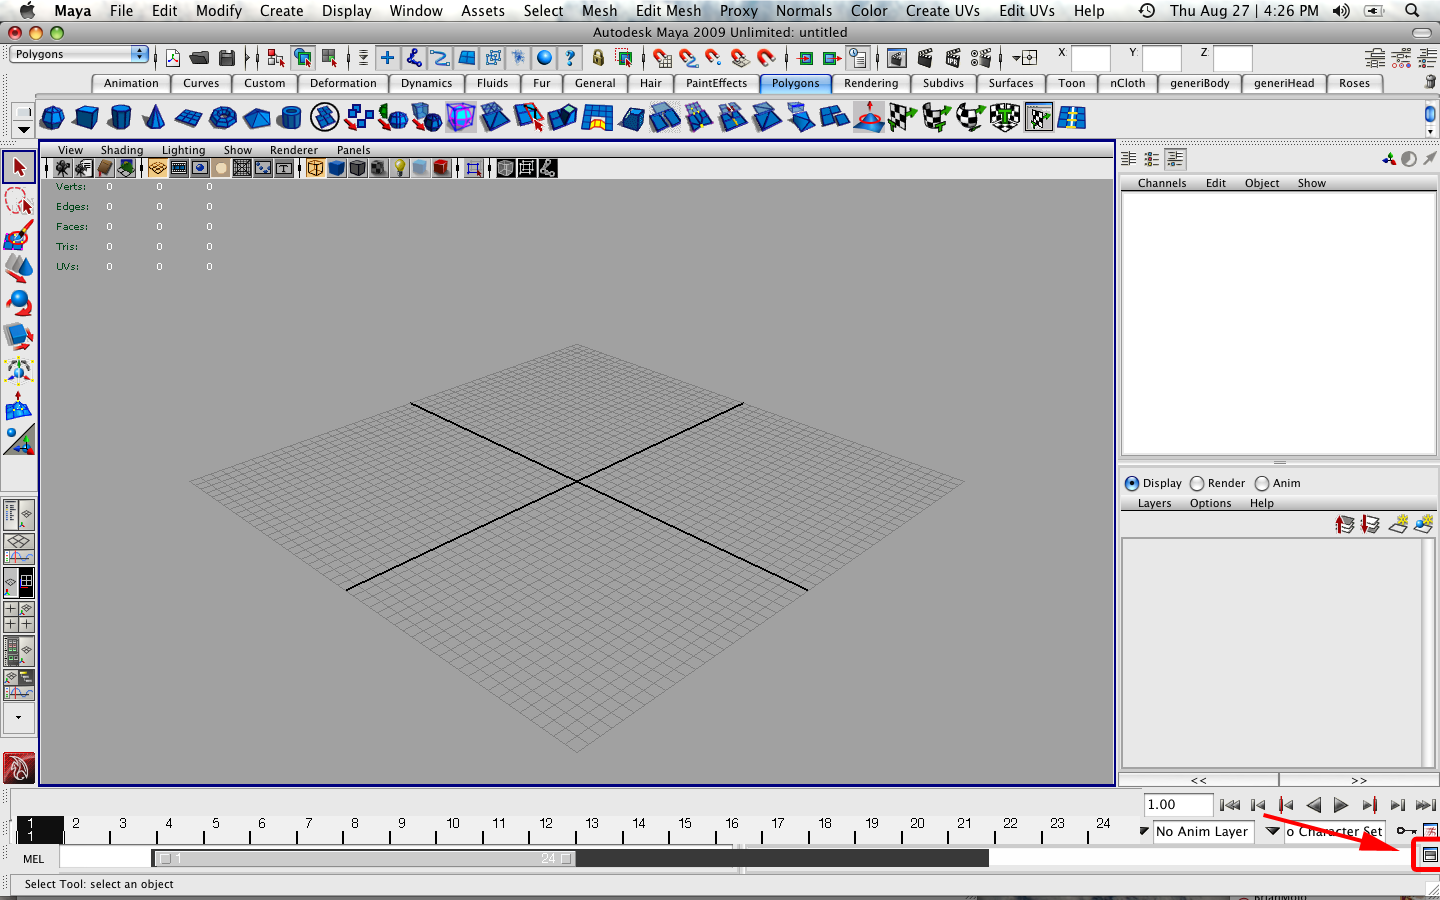 Maya File Edit Modify Create Display Window Assets Select Mesh Edit Mesh Proxy Normals Color Create UVs Edit UVs Help Thu Aug 27 4:26 PM
Autodesk Maya 2009 Unlimited: untitled
Polygons X: Y: Z:
Animation Curves Custom Deformation Dynamics Fluids Fur General Hair PaintEffects Polygons Rendering Subdivs Surfaces Toon nCloth generiBody generiHead Roses
View Shading Lighting Show Renderer Panels
Verts: 0 0 0
Edges: 0 0 0
Faces: 0 0 0
Tris: 0 0 0
UVs: 0 0 0
Channels Edit Object Show
Display Render Anim
Layers Options Help
<< >>
1.00
1 2 3 4 5 6 7 8 9 10 11 12 13 14 15 16 17 18 19 20 21 22 23 24
1
No Anim Layer o Character Set
MEL 1 24
Select Tool: select an object